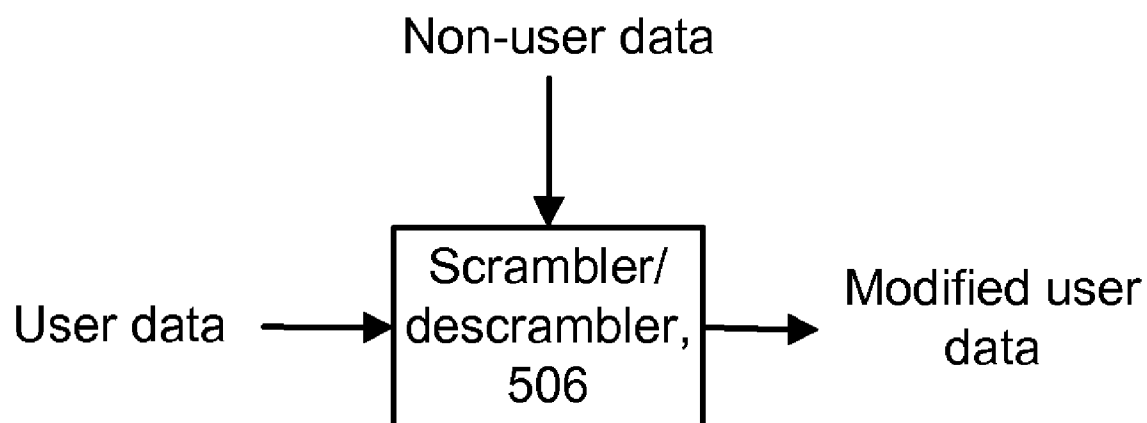 Non-user data
User data
Scrambler/
descrambler,
506
Modified user
data